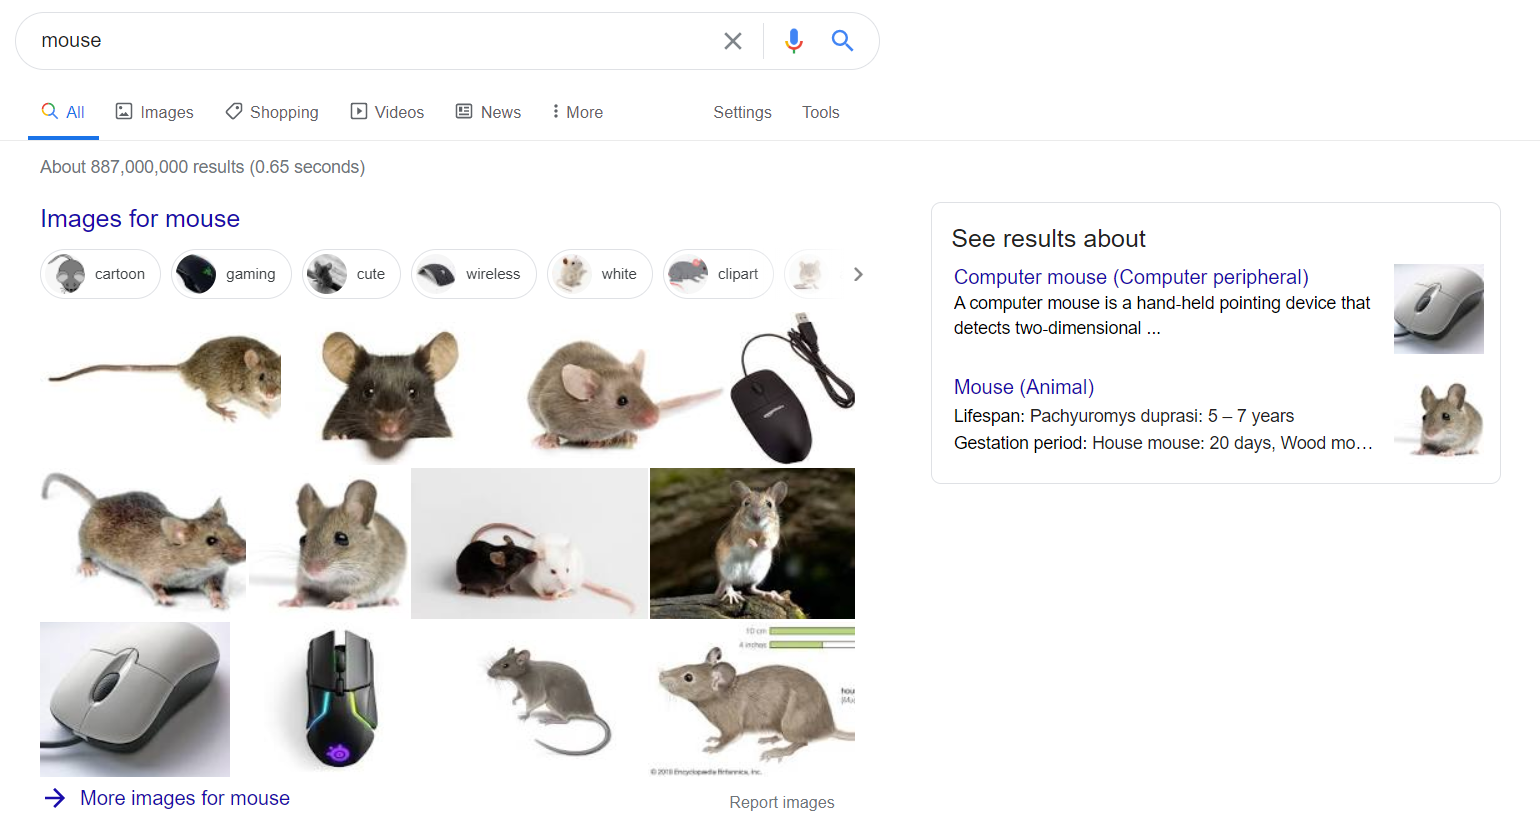 mouse
All
Images
Shopping
Videos
News
More
Settings
Tools
About 887,000,000 results (0.65 seconds)
Images for mouse
cartoon
gaming
cute
wireless
white
clipart
10 cm
4 inches
hou
© 2010 Encyclopædia Britannica, Inc.
More images for mouse
Report images
See results about
Computer mouse (Computer peripheral)
A computer mouse is a hand-held pointing device that
detects two-dimensional ...
Mouse (Animal)
Lifespan: Pachyuromys duprasi: 5 – 7 years
Gestation period: House mouse: 20 days, Wood mo…